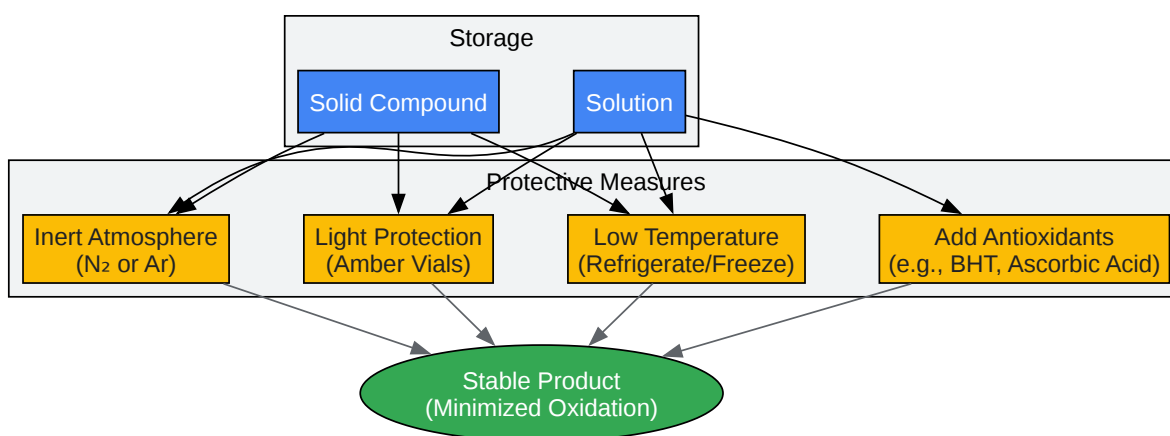 Storage
Solid Compound
Solution
Protective Measures
Inert Atmosphere
(N₂ or Ar)
Light Protection
(Amber Vials)
Low Temperature
(Refrigerate/Freeze)
Add Antioxidants
(e.g., BHT, Ascorbic Acid)
Stable Product
(Minimized Oxidation)